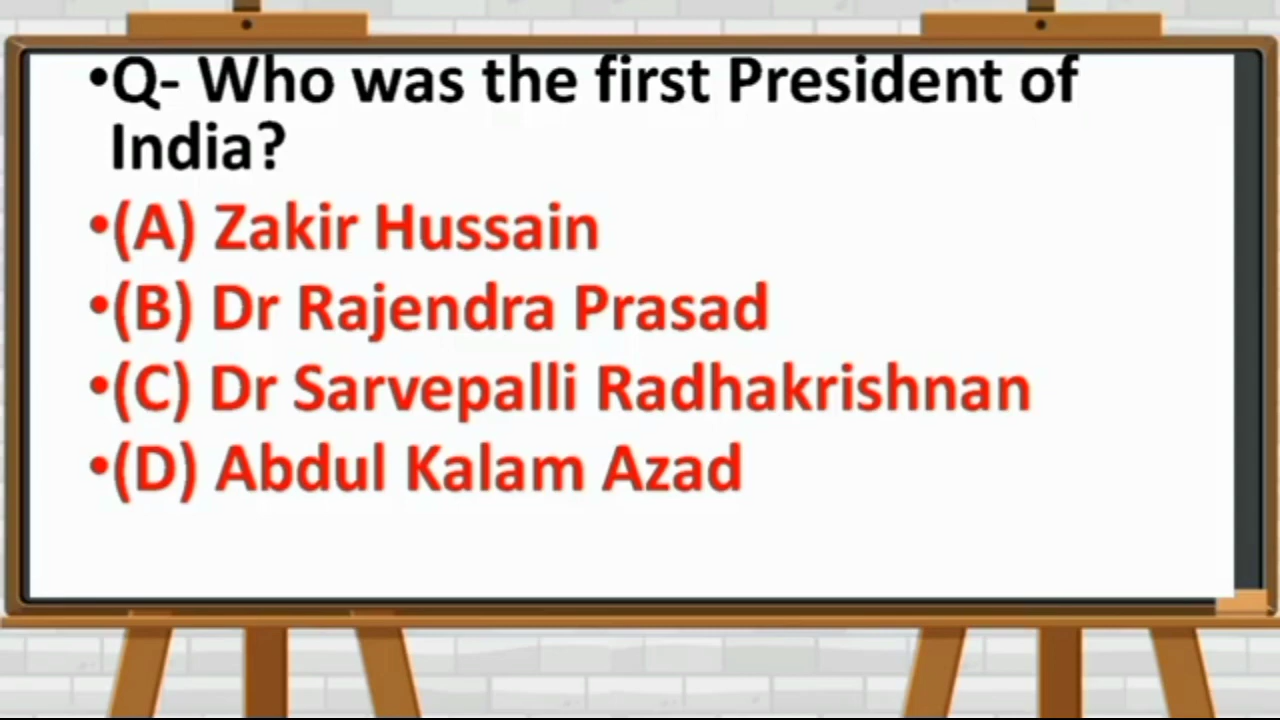 •Q- Who was the first President of
India?
•(A) Zakir Hussain
•(B) Dr Rajendra Prasad
•(C) Dr Sarvepalli Radhakrishnan
•(D) Abdul Kalam Azad